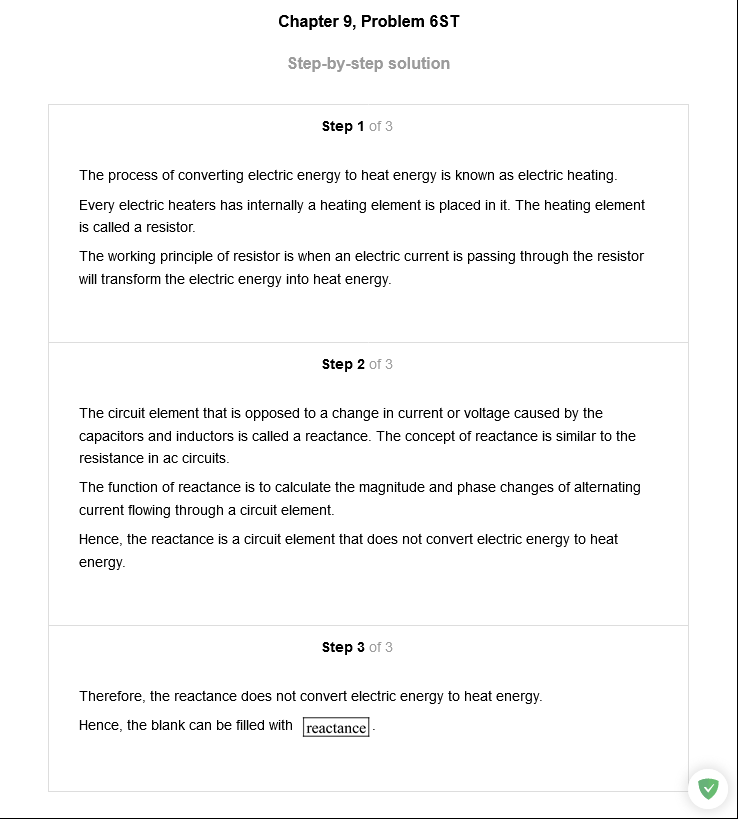 Chapter 9, Problem 6ST
Step-by-step solution
Step 1 of 3
The process of converting electric energy to heat energy is known as electric heating.
Every electric heaters has internally a heating element is placed in it. The heating element
is called a resistor.
The working principle of resistor is when an electric current is passing through the resistor
will transform the electric energy into heat energy.
Step 2 of 3
The circuit element that is opposed to a change in current or voltage caused by the
capacitors and inductors is called a reactance. The concept of reactance is similar to the
resistance in ac circuits.
The function of reactance is to calculate the magnitude and phase changes of alternating
current flowing through a circuit element.
Hence, the reactance is a circuit element that does not convert electric energy to heat
energy.
Step 3 of 3
Therefore, the reactance does not convert electric energy to heat energy.
Hence, the blank can be filled with reactance.